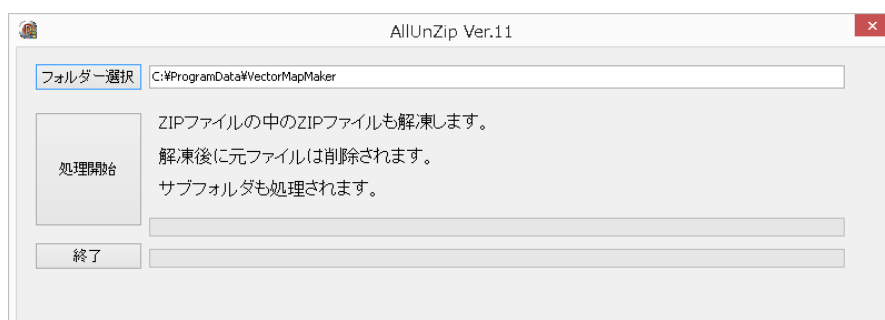 AllUnZip Ver.11
フォルダー選択
C:¥ProgramData¥VectorMapMaker
ZIPファイルの中のZIPファイルも解凍します。
解凍後に元ファイルは削除されます。
処理開始
サブフォルダも処理されます。
終了